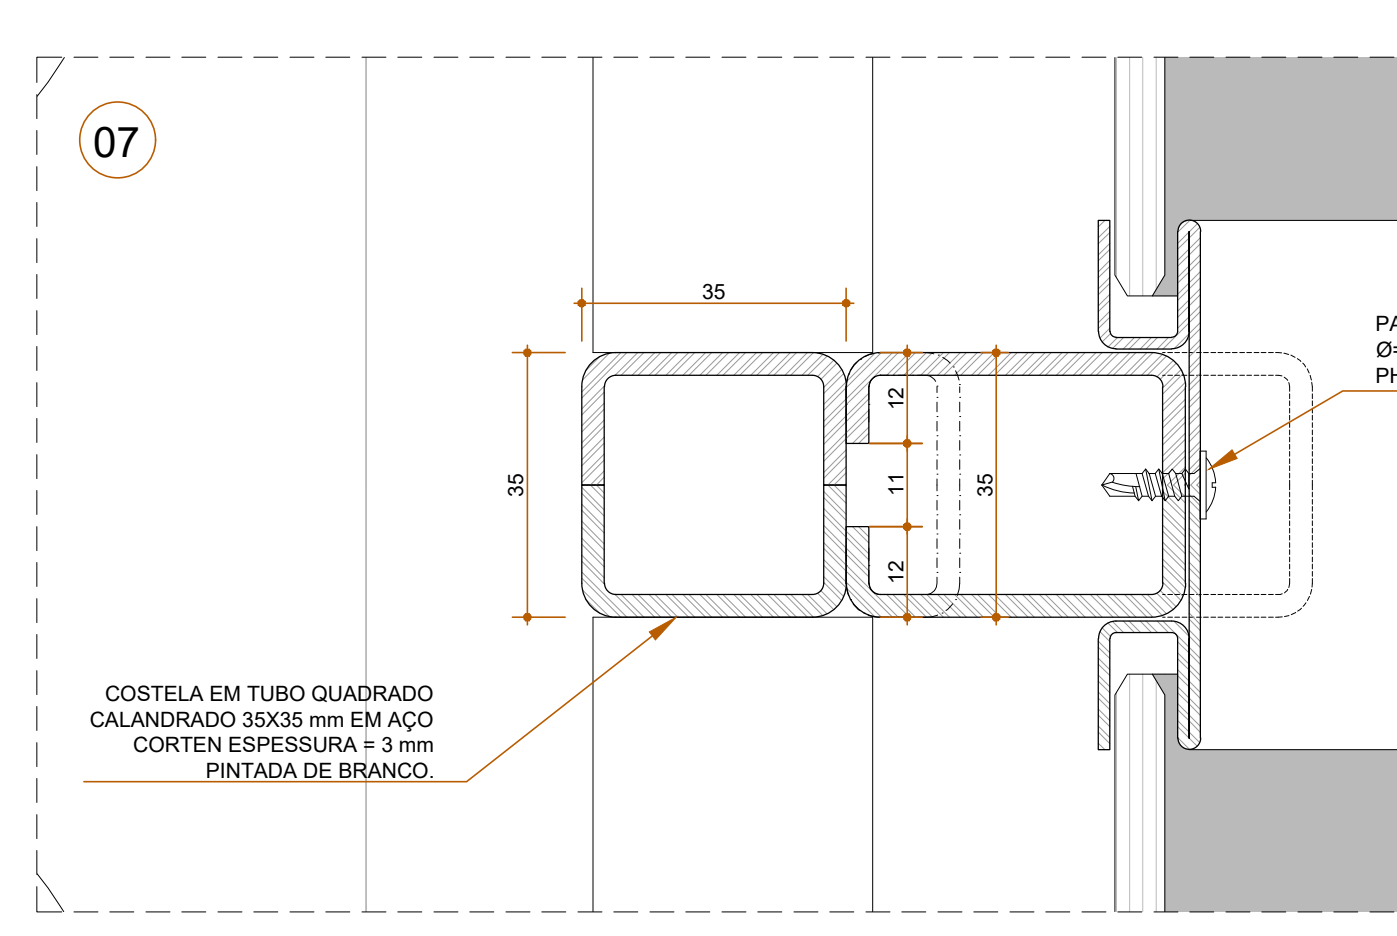 07
35
PA
Ø=
PH
12
35
11
35
12
COSTELA EM TUBO QUADRADO
CALANDRADO 35X35 mm EM AÇO
CORTEN ESPESSURA = 3 mm
PINTADA DE BRANCO.